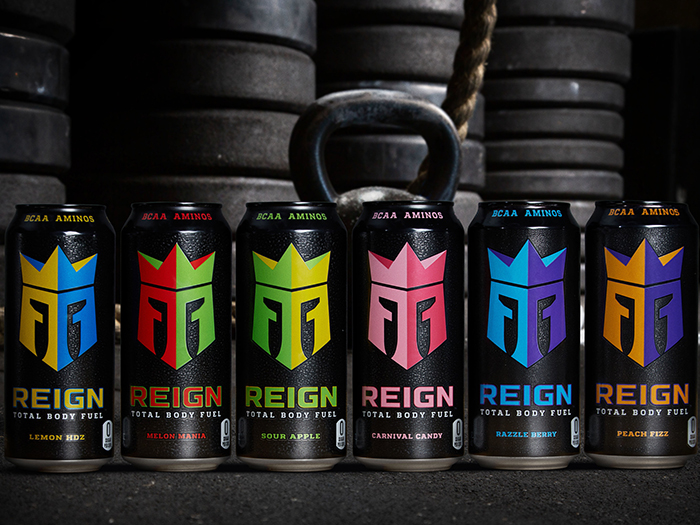 BCAA AMINOS
REIGN
TOTAL BODY FUEL
LEMON HDZ
BCAA AMINOS
REIGN
TOTAL BODY FUEL
MELON MANIA
BCAA AMINOS
REIGN
TOTAL BODY FUEL
SOUR APPLE
BCAA AMINOS
REIGN
TOTAL BODY FUEL
CARNIVAL CANDY
BCAA AMINOS
REIGN
TOTAL BODY FUEL
RAZZLE BERRY
BCAA AMINOS
REIGN
TOTAL BODY FUEL
PEACH FIZZ